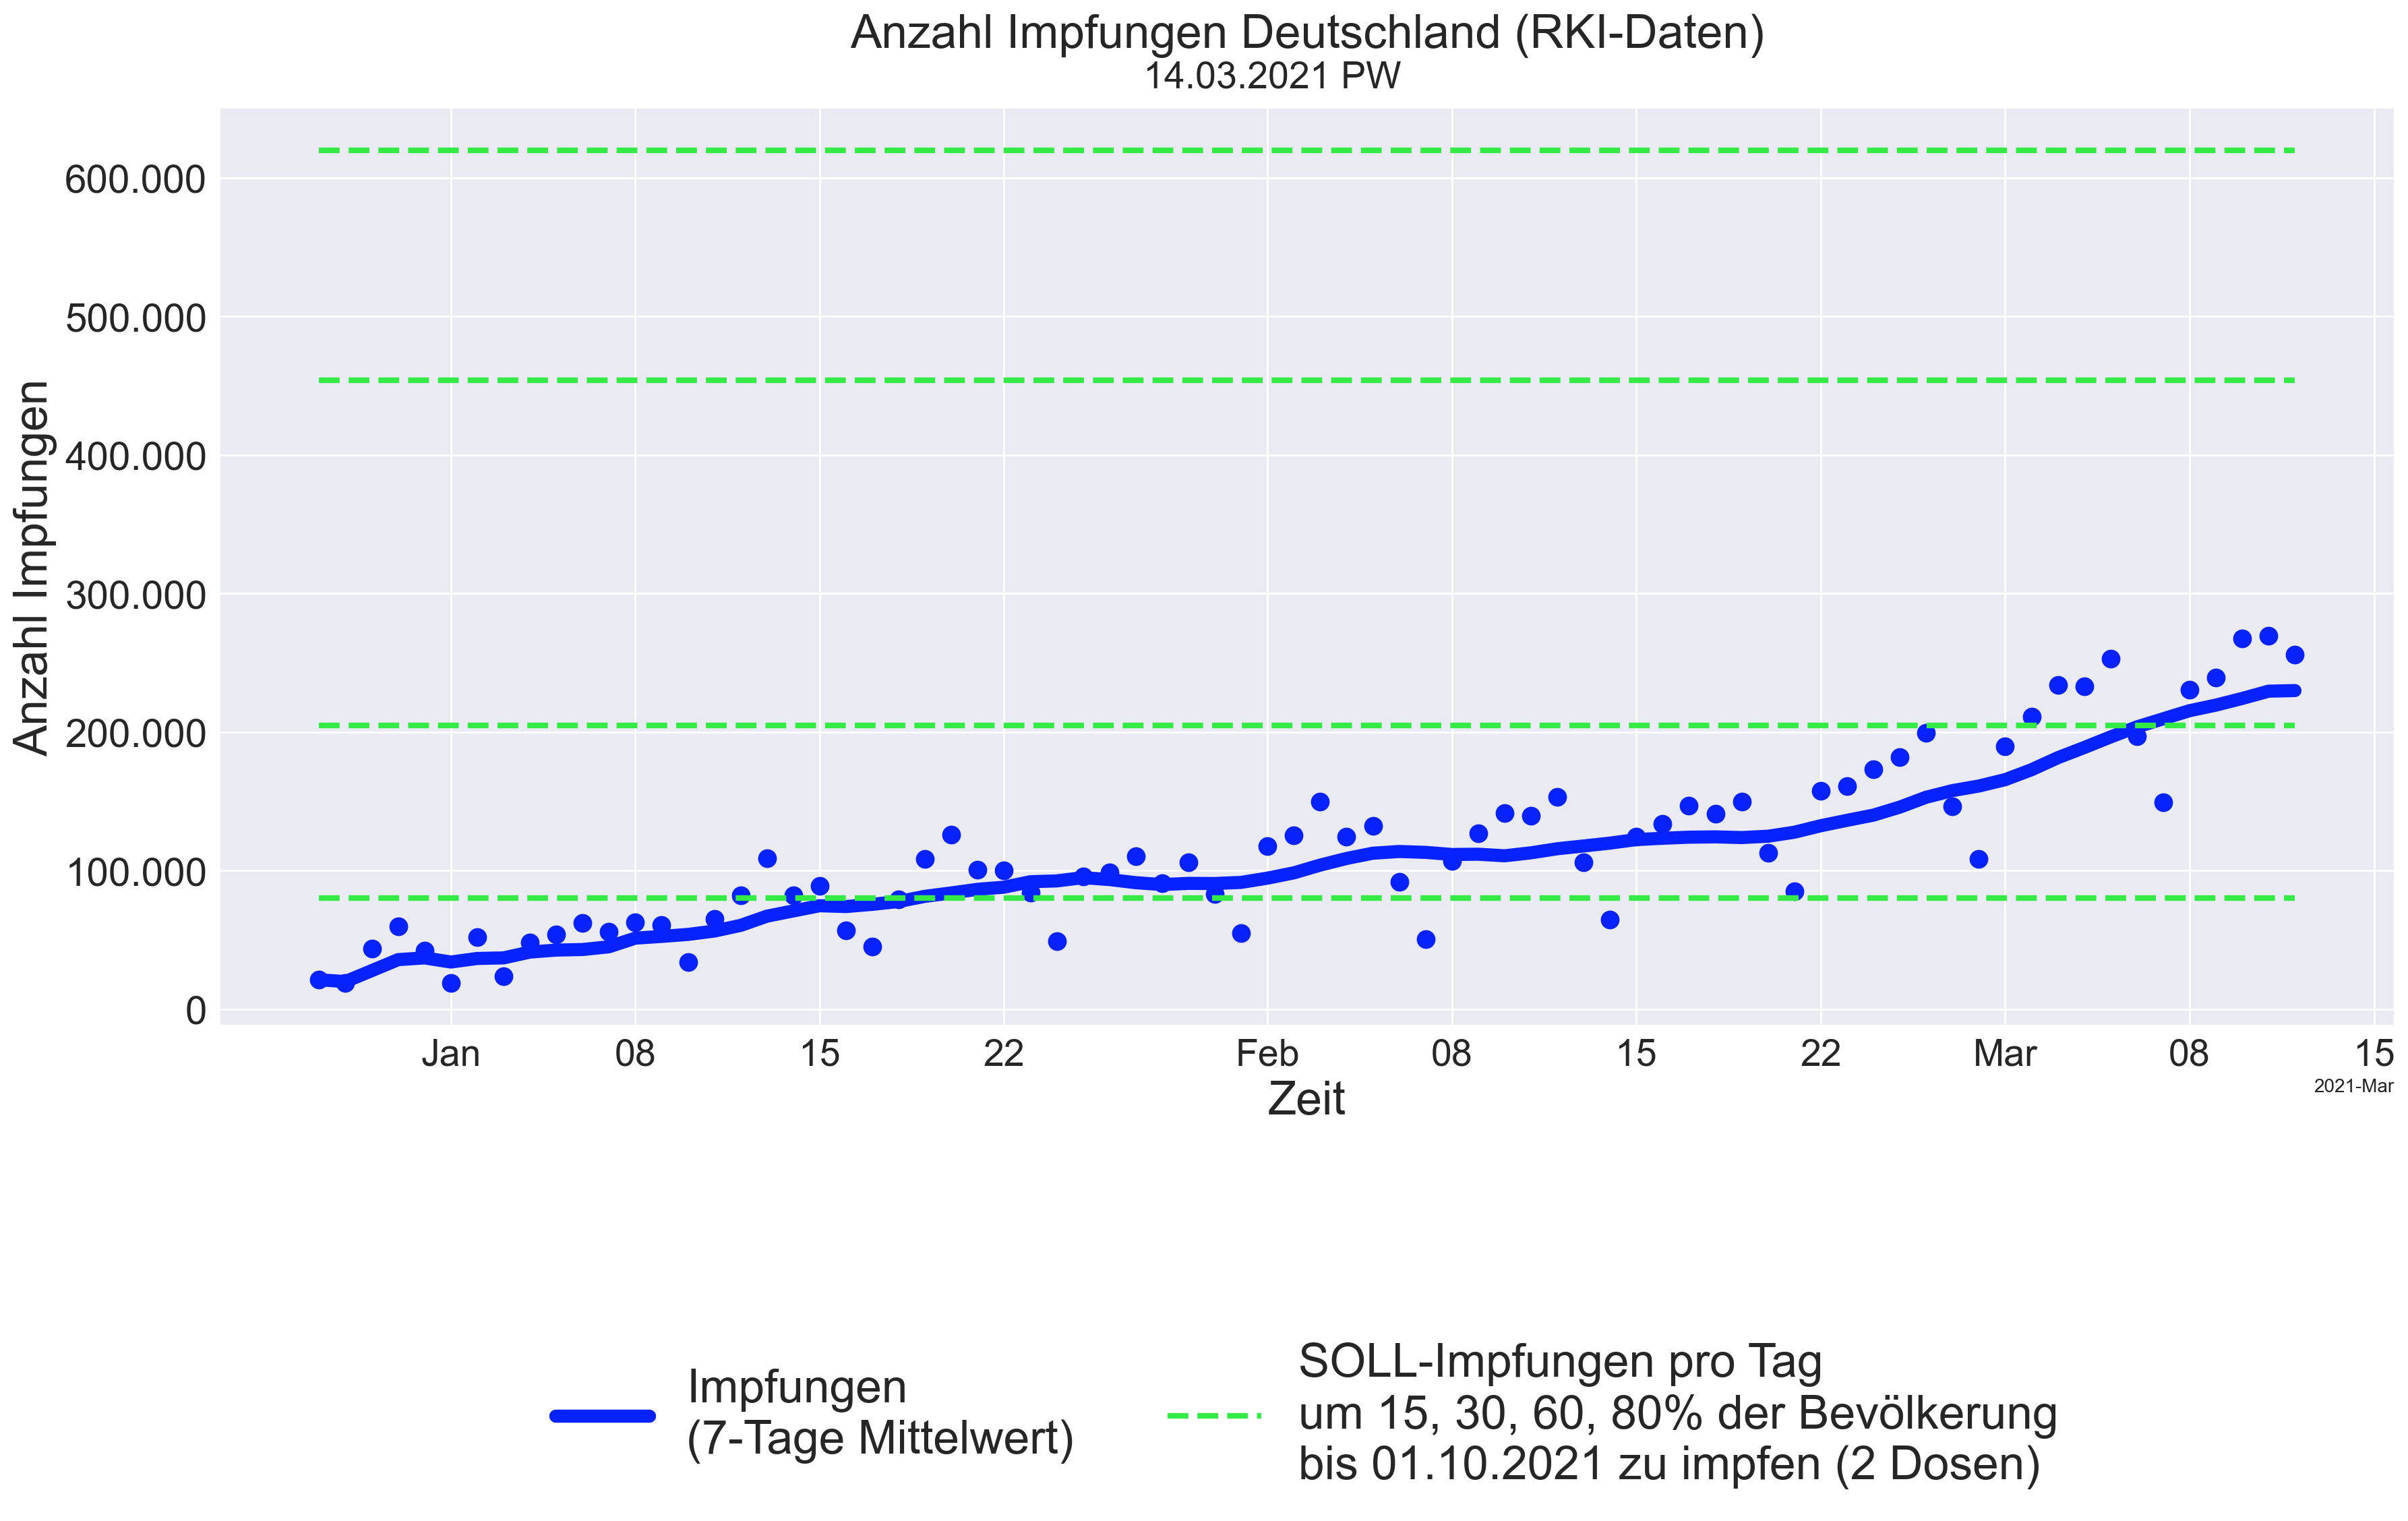 Anzahl Impfungen Deutschland (RKI-Daten)
14.03.2021 PW
Anzahl Impfungen
600.000
500.000
400.000
300.000
200.000
100.000
0
Jan 08 15 22 Feb 08 15 22 Mar 08 15
2021-Mar
Zeit
Impfungen
(7-Tage Mittelwert)
SOLL-Impfungen pro Tag
um 15, 30, 60, 80% der Bevölkerung
bis 01.10.2021 zu impfen (2 Dosen)